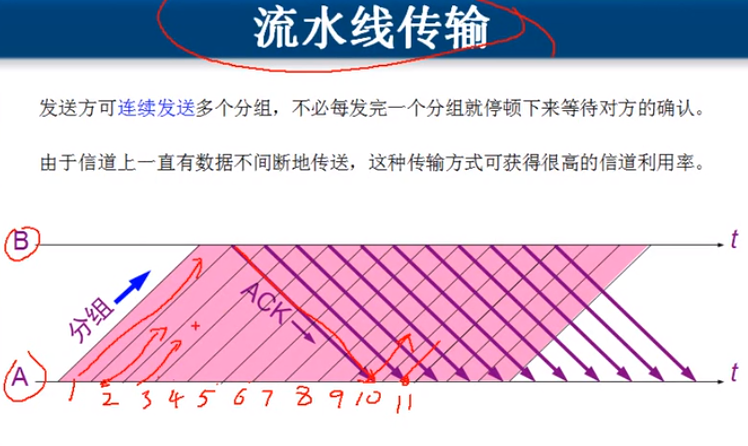 流水线传输
发送方可连续发送多个分组，不必每发完一个分组就停顿下来等待对方的确认。
由于信道上一直有数据不间断地传送，这种传输方式可获得很高的信道利用率。
B
t
分组
ACK
A
t
1 2 3 4 5 6 7 8 9 10 11